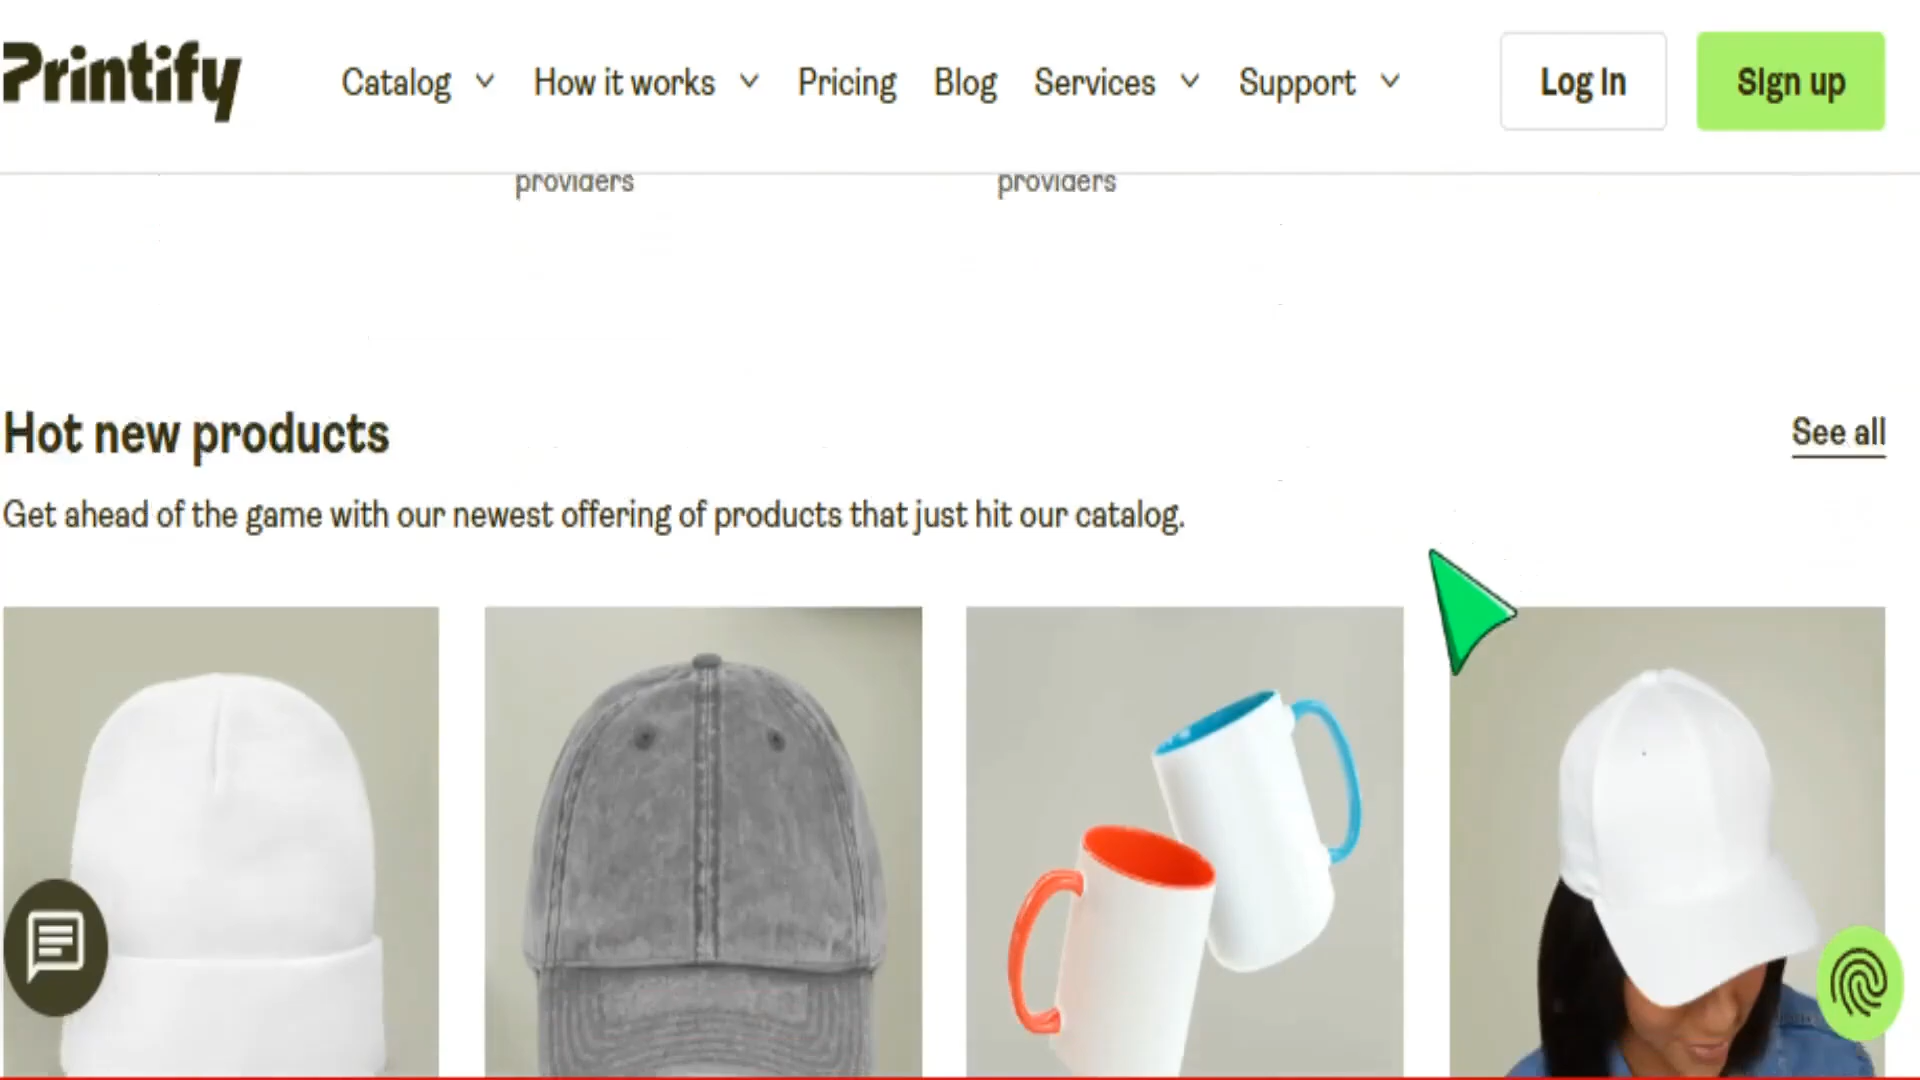 Printify
Catalog
How it works
Pricing
Blog
Services
Support
Log in
Sign up
providers
providers
Hot new products
See all
Get ahead of the game with our newest offering of products that just hit our catalog.